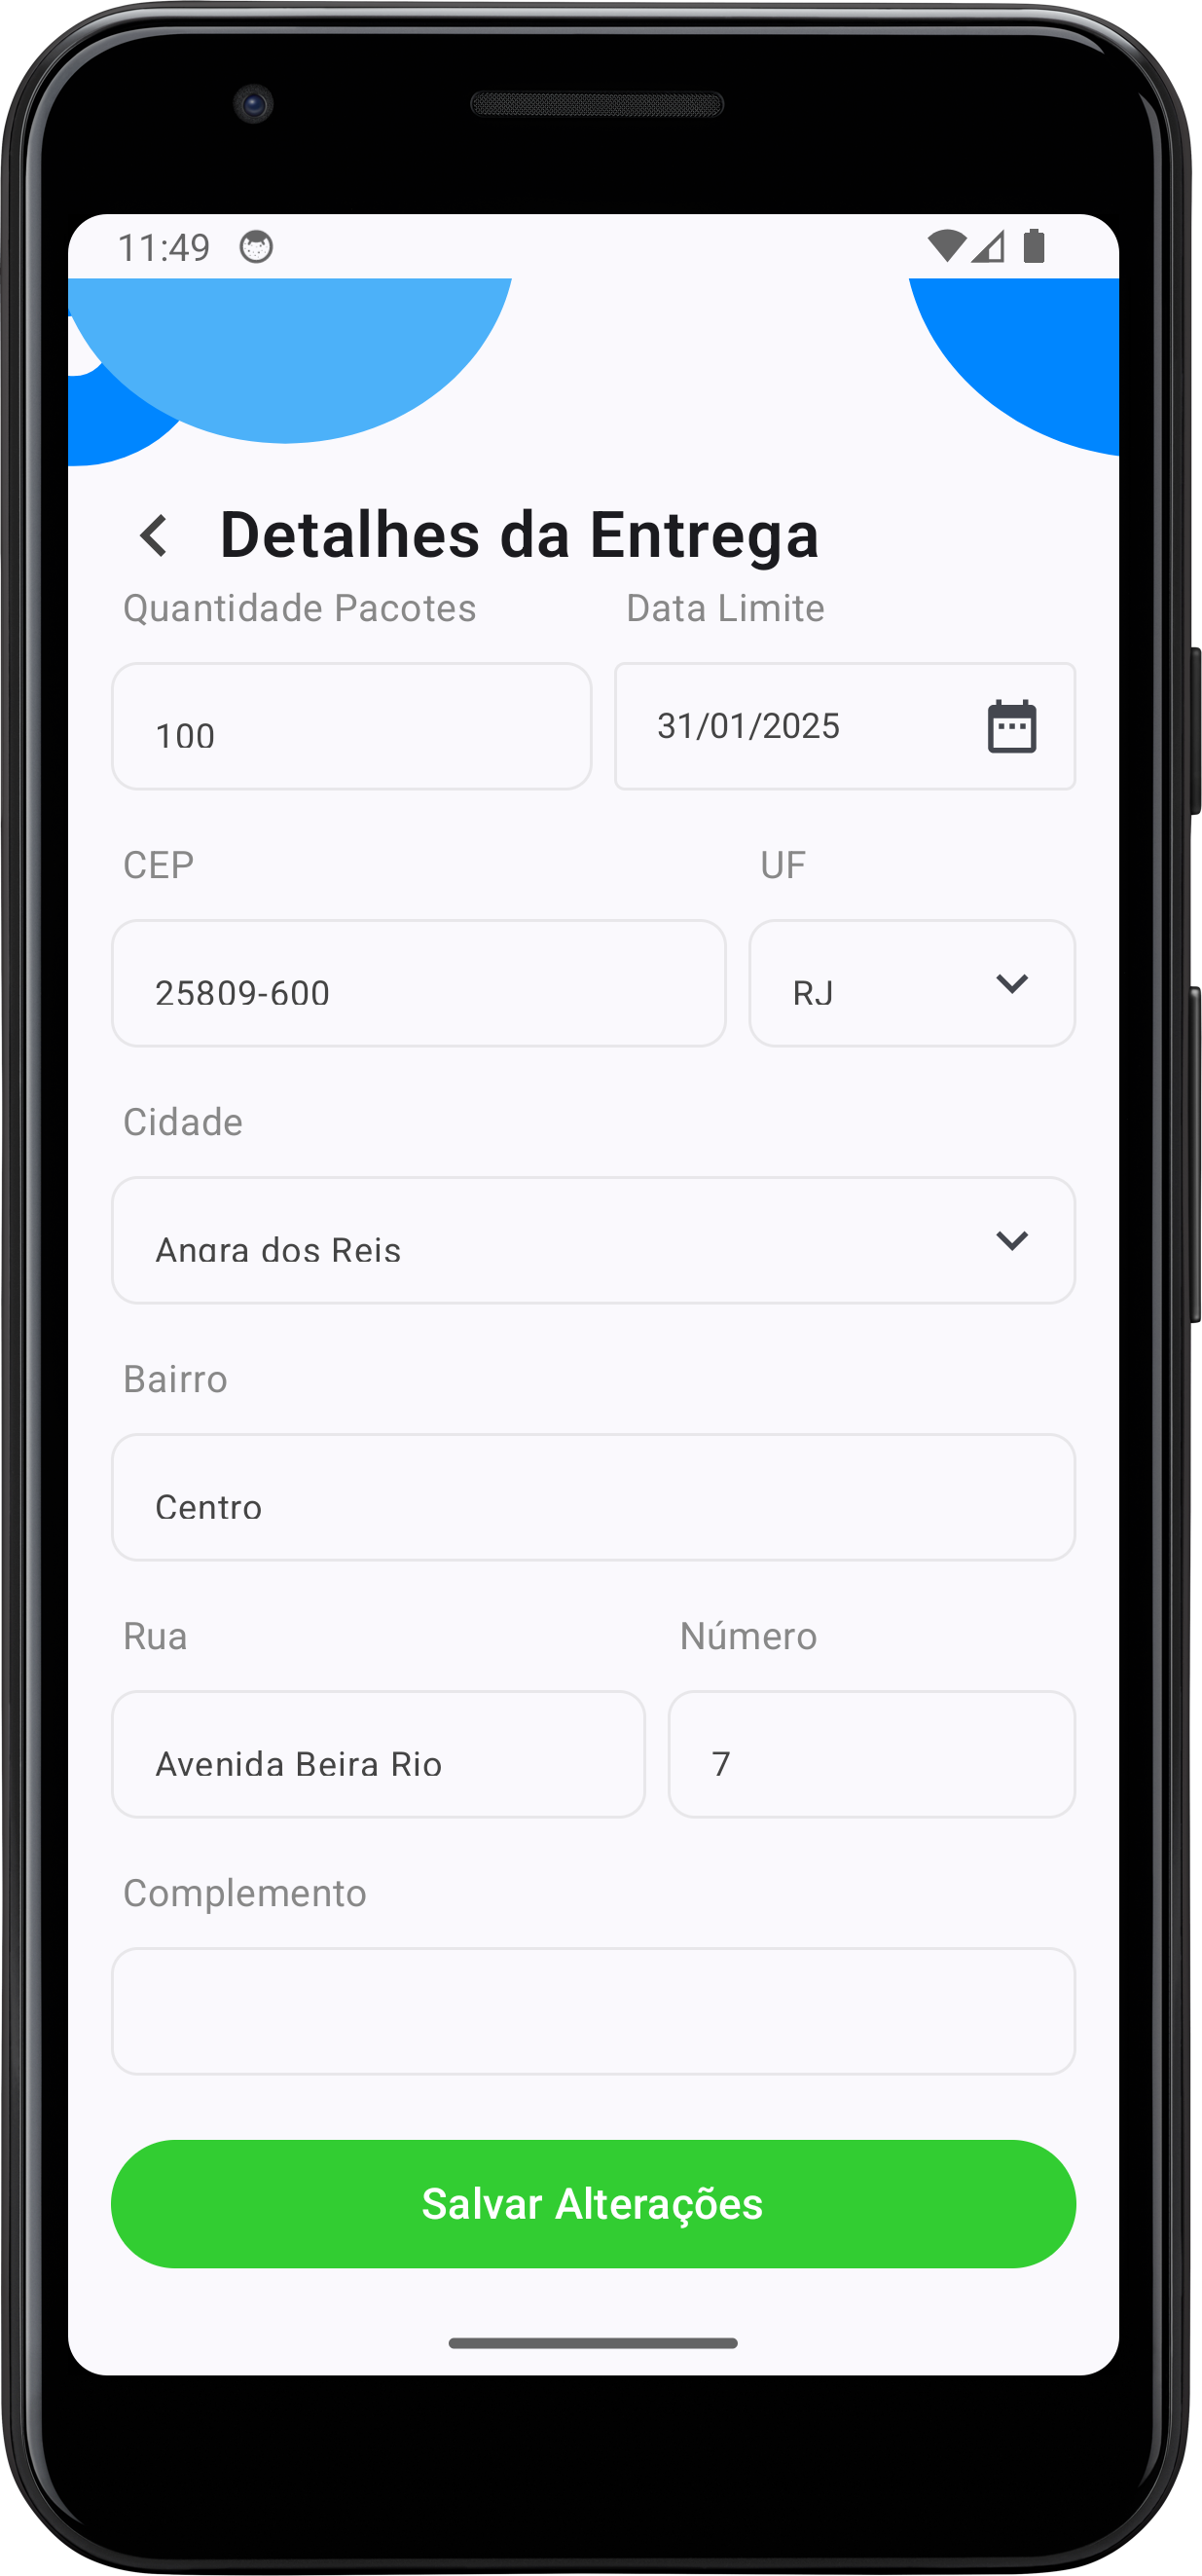 11:49
Detalhes da Entrega
Quantidade Pacotes Data Limite
100 31/01/2025
CEP UF
25809-600 RJ
Cidade
Angra dos Reis
Bairro
Centro
Rua Número
Avenida Beira Rio 7
Complemento
Salvar Alterações